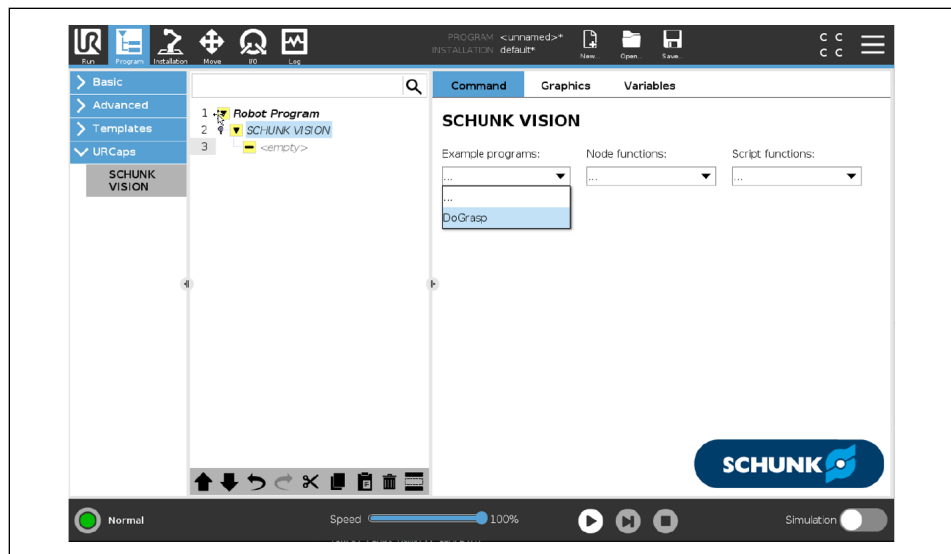 PROGRAM <unnamed>*
INSTALLATION default*
C C
C C
Run Program Installation Move I/O Log New... Open... Save...
Basic
Advanced
Templates
URCaps
SCHUNK
VISION
1 Robot Program
2 SCHUNK VISION
3 <empty>
Command Graphics Variables
SCHUNK VISION
Example programs: Node functions: Script functions:
... ... ...
...
DoGrasp
SCHUNK
Normal Speed 100% Simulation